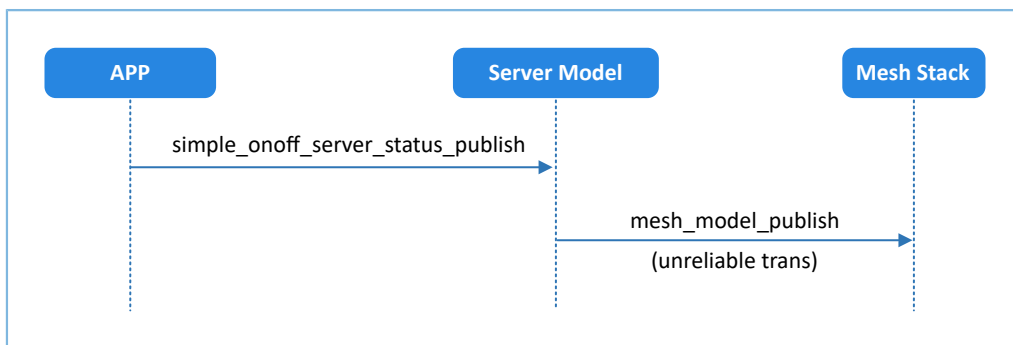 APP
Server Model
Mesh Stack
simple_onoff_server_status_publish
mesh_model_publish
(unreliable trans)